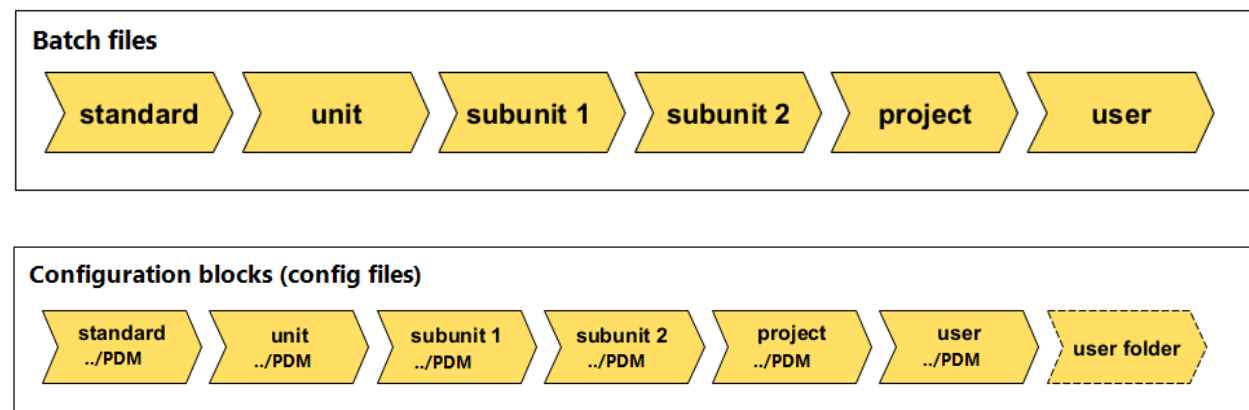 Batch files
standard unit subunit 1 subunit 2 project user
Configuration blocks (config files)
standard unit subunit 1 subunit 2 project user user folder
../PDM ../PDM ../PDM ../PDM ../PDM ../PDM